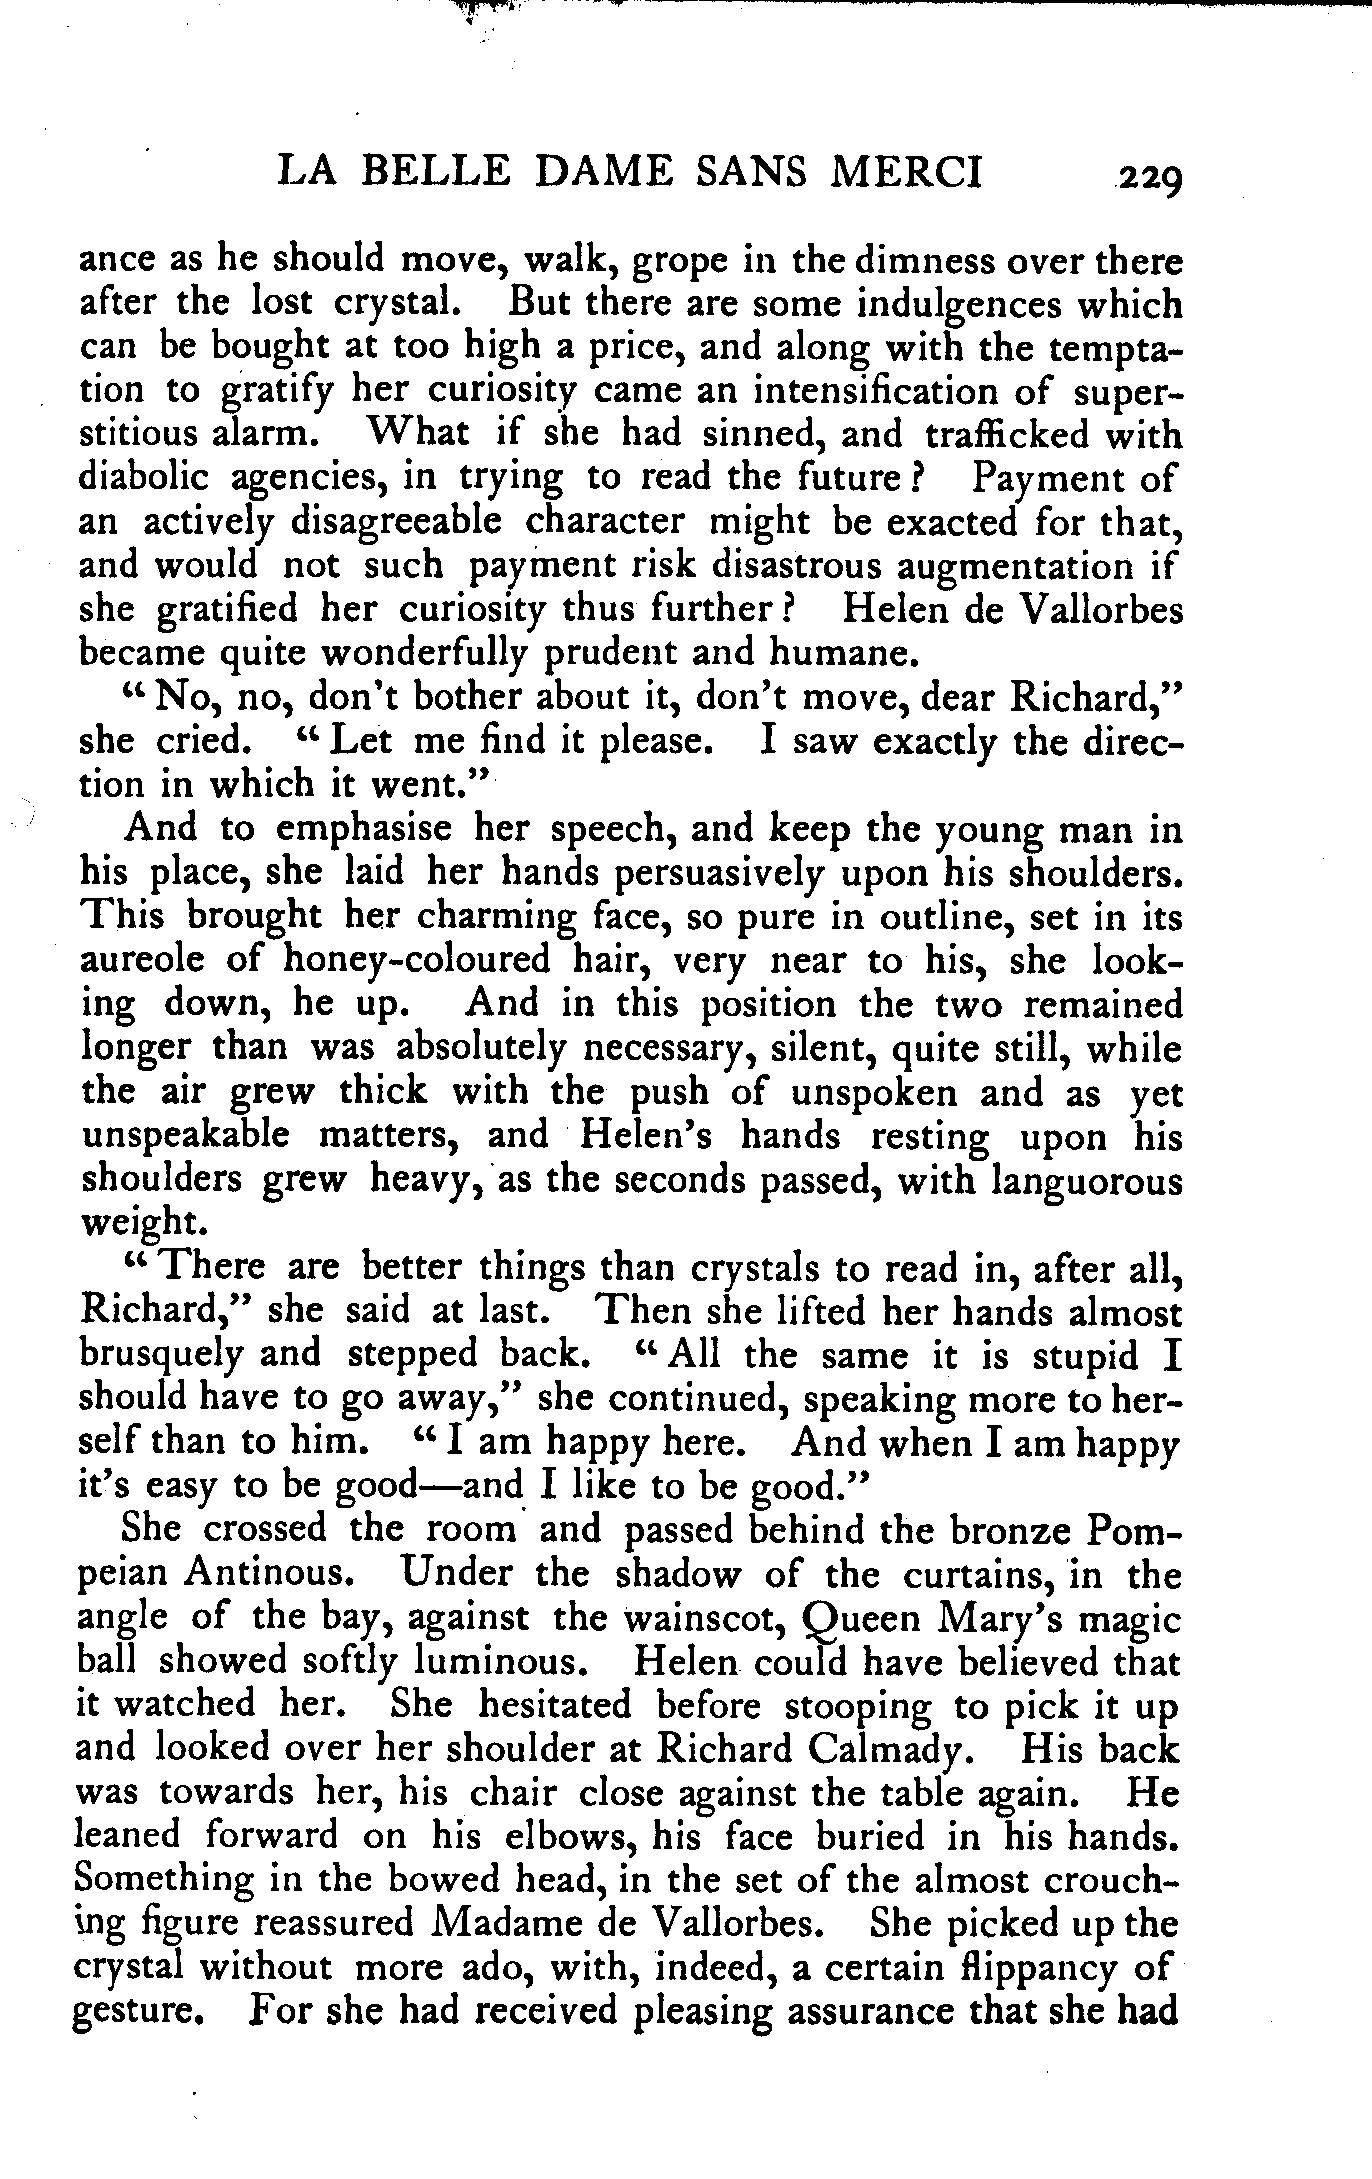 LA BELLE DAME SANS MERCI 229
ance as he should move, walk, grope in the dimness over there
after the lost crystal. But there are some indulgences which
can be bought at too high a price, and along with the tempta-
tion to gratify her curiosity came an intensification of super-
stitious alarm. What if she had sinned, and trafficked with
diabolic agencies, in trying to read the future? Payment of
an actively disagreeable character might be exacted for that,
and would not such payment risk disastrous augmentation if
she gratified her curiosity thus further? Helen de Vallorbes
became quite wonderfully prudent and humane.
“No, no, don't bother about it, don't move, dear Richard,”
she cried. “Let me find it please. I saw exactly the direc-
tion in which it went.”
And to emphasise her speech, and keep the young man in
his place, she laid her hands persuasively upon his shoulders.
This brought her charming face, so pure in outline, set in its
aureole of honey-coloured hair, very near to his, she look-
ing down, he up. And in this position the two remained
longer than was absolutely necessary, silent, quite still, while
the air grew thick with the push of unspoken and as yet
unspeakable matters, and Helen's hands resting upon his
shoulders grew heavy, as the seconds passed, with languorous
weight.
“There are better things than crystals to read in, after all,
Richard,” she said at last. Then she lifted her hands almost
brusquely and stepped back. “All the same it is stupid I
should have to go away,” she continued, speaking more to her-
self than to him. “I am happy here. And when I am happy
it's easy to be good—and I like to be good.”
She crossed the room and passed behind the bronze Pom-
peian Antinous. Under the shadow of the curtains, in the
angle of the bay, against the wainscot, Queen Mary's magic
ball showed softly luminous. Helen could have believed that
it watched her. She hesitated before stooping to pick it up
and looked over her shoulder at Richard Calmady. His back
was towards her, his chair close against the table again. He
leaned forward on his elbows, his face buried in his hands.
Something in the bowed head, in the set of the almost crouch-
ing figure reassured Madame de Vallorbes. She picked up the
crystal without more ado, with, indeed, a certain flippancy of
gesture. For she had received pleasing assurance that she had